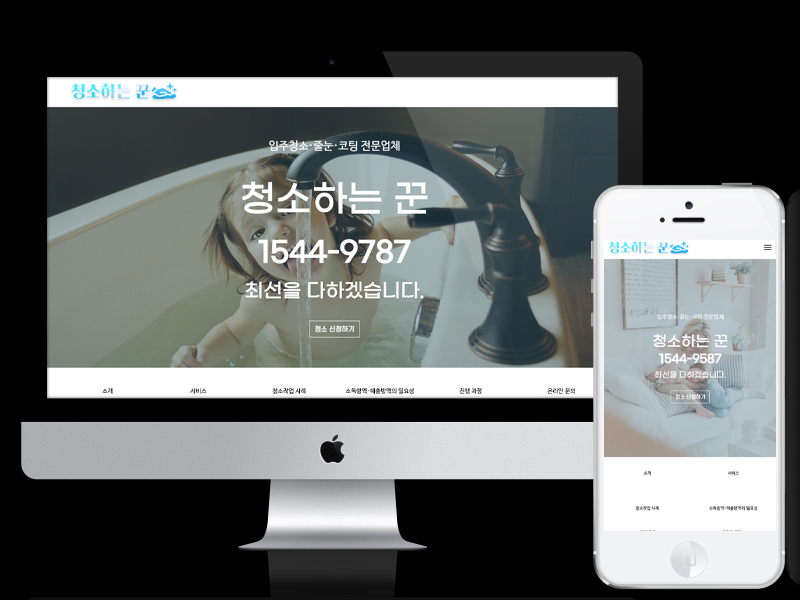 청소하는 꾼
입주청소·줄눈·코팅 전문업체
청소하는 꾼
1544-9787
최선을 다하겠습니다.
청소 신청하기
소개
서비스
청소작업 사례
소독방역·해충방역의 필요성
진행 과정
온라인 문의
청소하는 꾼
입주청소·줄눈·코팅 전문업체
청소하는 꾼
1544-9587
최선을 다하겠습니다.
청소 신청하기
소개
서비스
청소작업 사례
소독방역·해충방역의 필요성